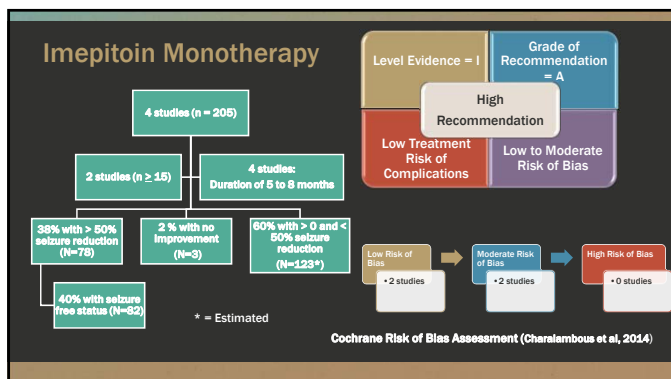 Imepitoin Monotherapy
4 studies (n = 205)
2 studies (n > 15)
4 studies:
Duration of 5 to 8 months
38% with > 50%
seizure reduction
(N=78)
2 % with no
improvement
(N=3)
60% with > 0 and <
50% seizure
reduction
(N=123*)
40% with seizure
free status (N=82)
* = Estimated
Level Evidence = I
Grade of
Recommendation
= A
High
Recommendation
Low Treatment
Risk of
Complications
Low to Moderate
Risk of Bias
Low Risk of
Bias
• 2 studies
Moderate Risk
of Bias
• 2 studies
High Risk of Bias
• 0 studies
Cochrane Risk of Bias Assessment (Charalambous et al, 2014)